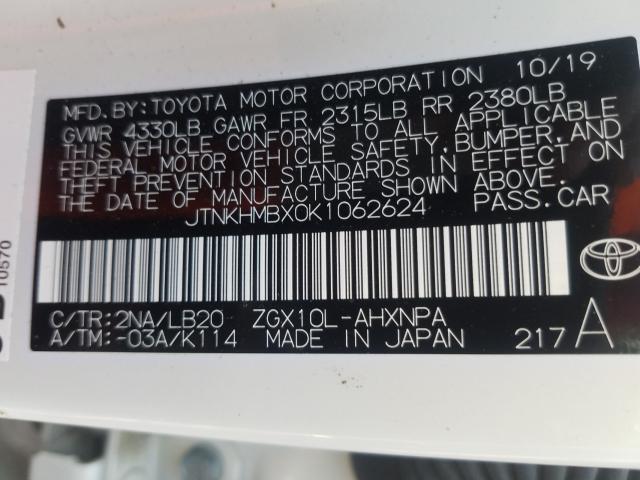 MFD. BY: TOYOTA MOTOR CORPORATION 10/19
GVWR 4330LB GAWR FR 2315LB RR 2380LB
THIS VEHICLE CONFORMS TO ALL APPLICABLE
FEDERAL MOTOR VEHICLE SAFETY, BUMPER, AND
THEFT PREVENTION STANDARDS IN EFFECT ON
THE DATE OF MANUFACTURE SHOWN ABOVE.
JTNKHMBX0K1062624 PASS.CAR
C/TR:2NA/LB20 ZGX10L-AHXNPA
A/TM:-03A/K114 MADE IN JAPAN 217A
10570